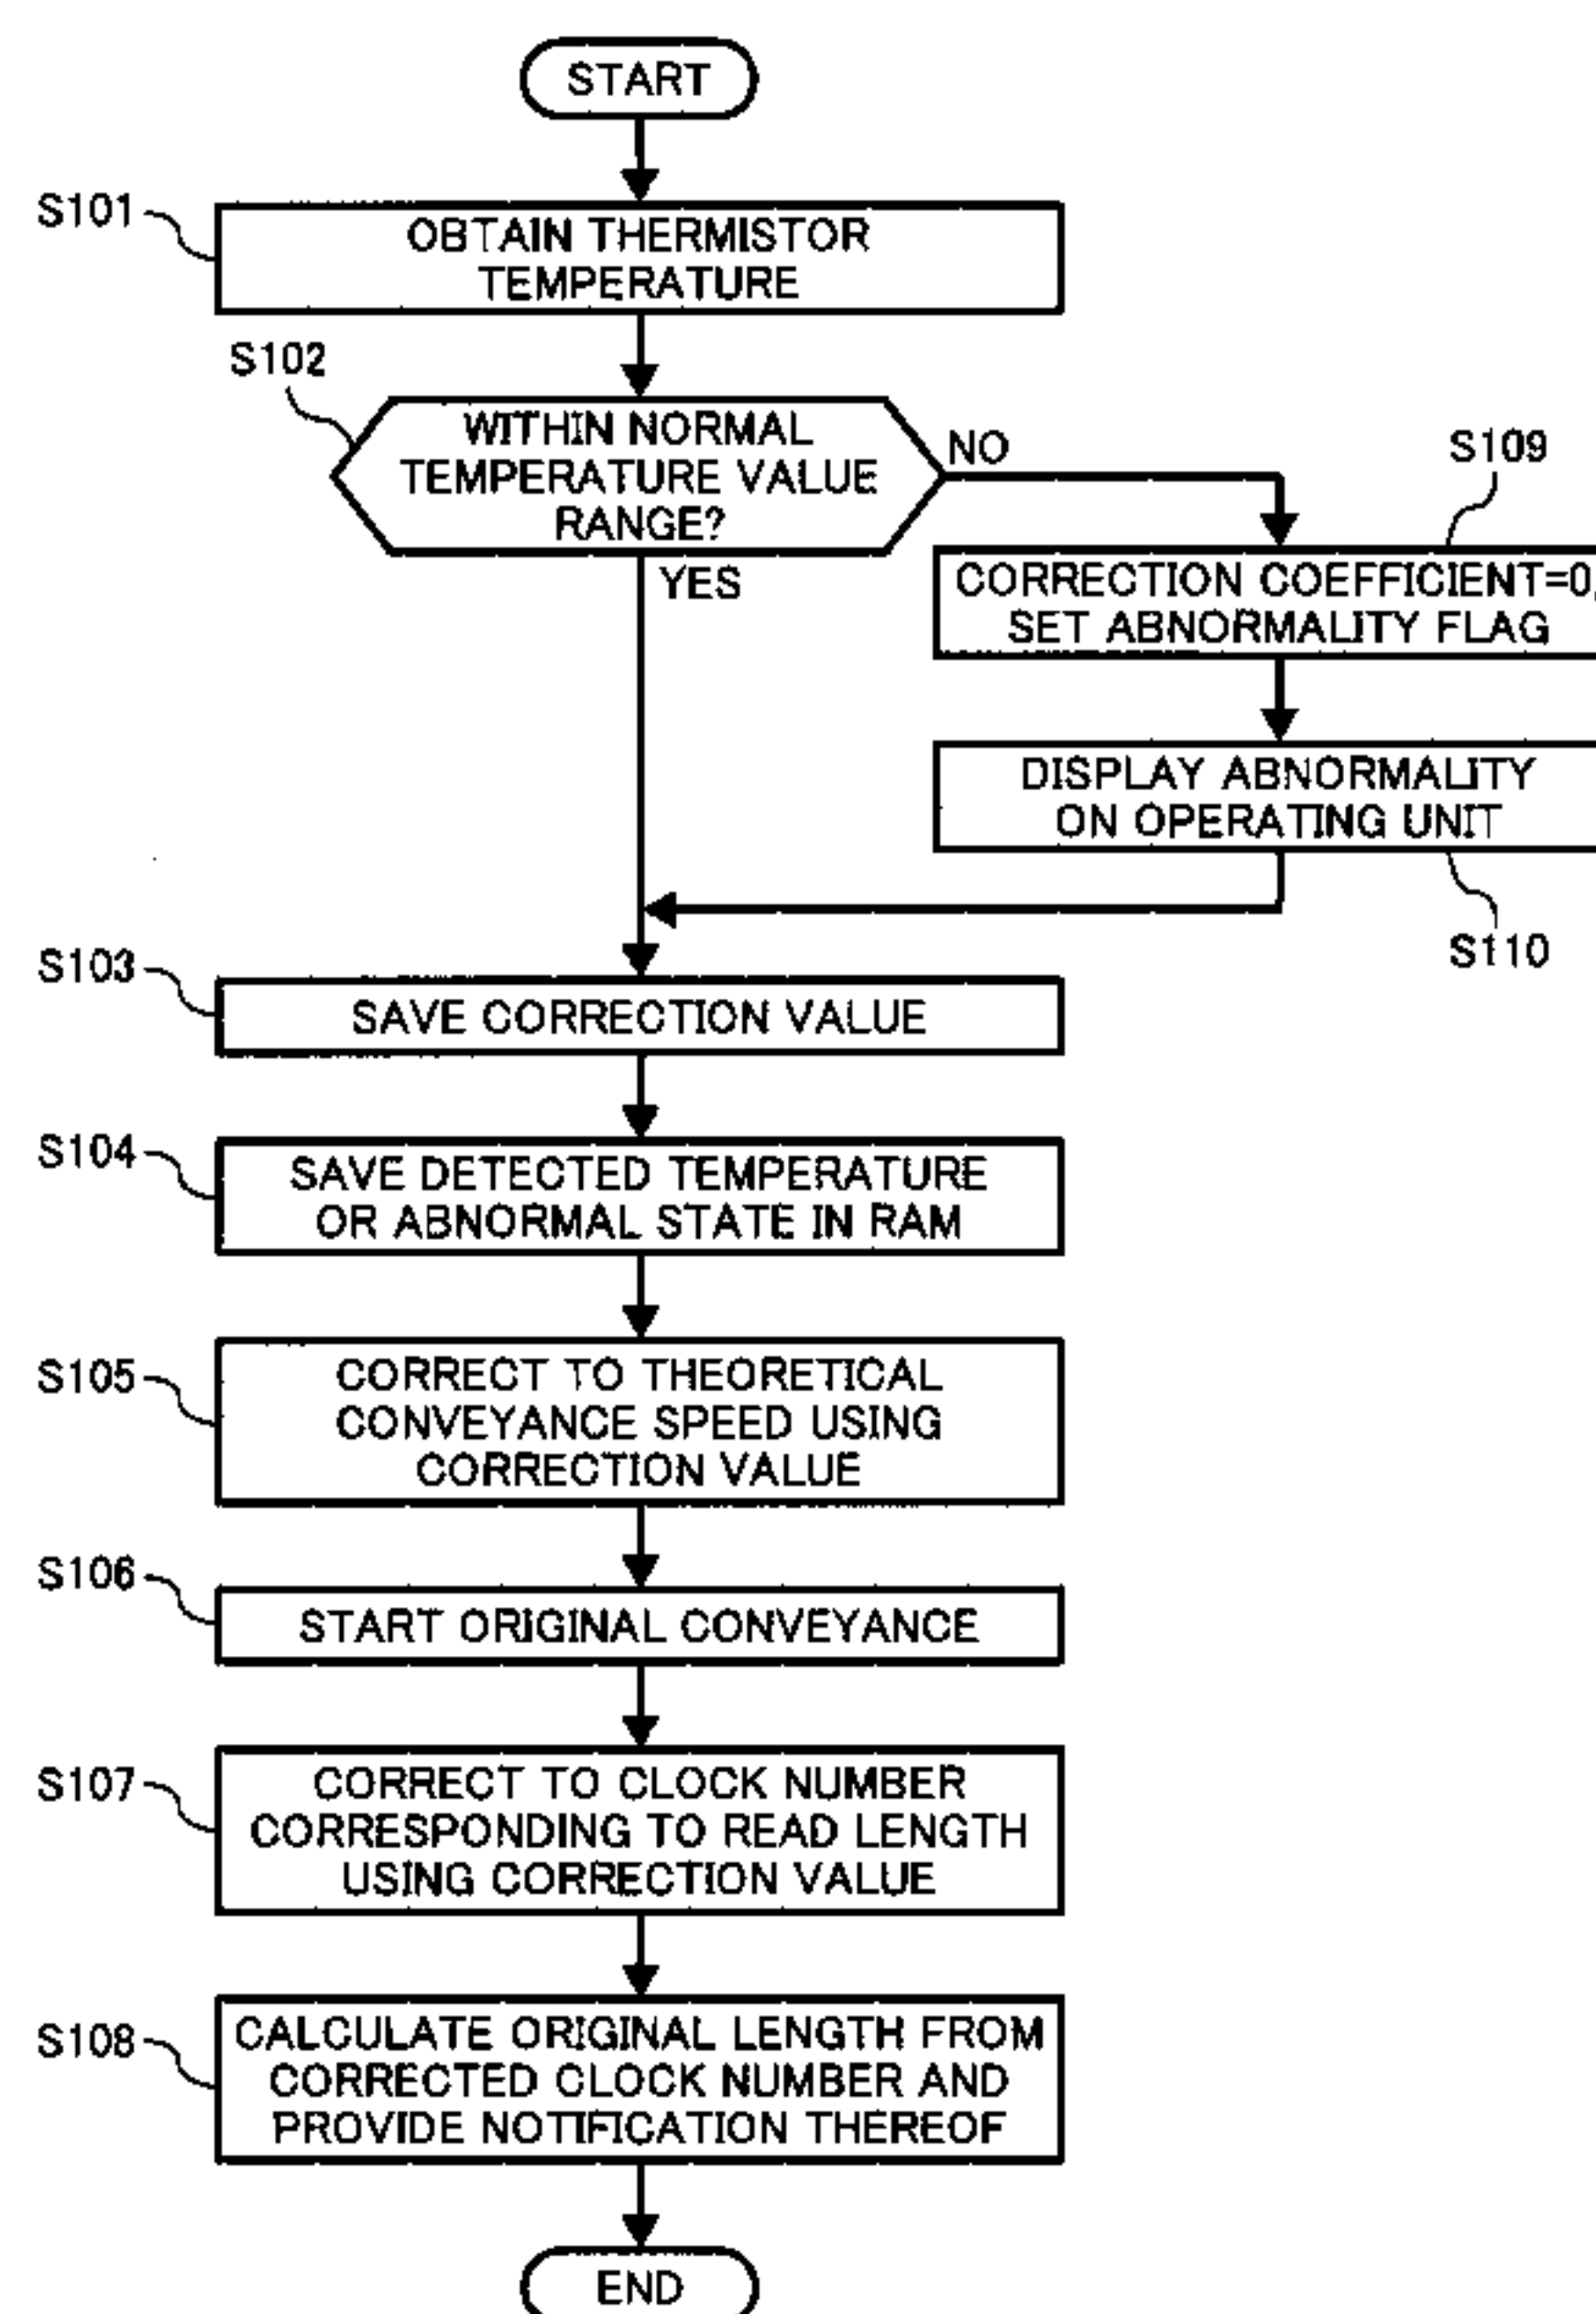 START
S101
OBTAIN THERMISTOR
TEMPERATURE
S102
WITHIN NORMAL
TEMPERATURE VALUE
RANGE?
NO
YES
S109
CORRECTION COEFFICIENT=0,
SET ABNORMALITY FLAG
DISPLAY ABNORMALITY
ON OPERATING UNIT
S110
S103
SAVE CORRECTION VALUE
S104
SAVE DETECTED TEMPERATURE
OR ABNORMAL STATE IN RAM
S105
CORRECT TO THEORETICAL
CONVEYANCE SPEED USING
CORRECTION VALUE
S106
START ORIGINAL CONVEYANCE
S107
CORRECT TO CLOCK NUMBER
CORRESPONDING TO READ LENGTH
USING CORRECTION VALUE
S108
CALCULATE ORIGINAL LENGTH FROM
CORRECTED CLOCK NUMBER AND
PROVIDE NOTIFICATION THEREOF
END